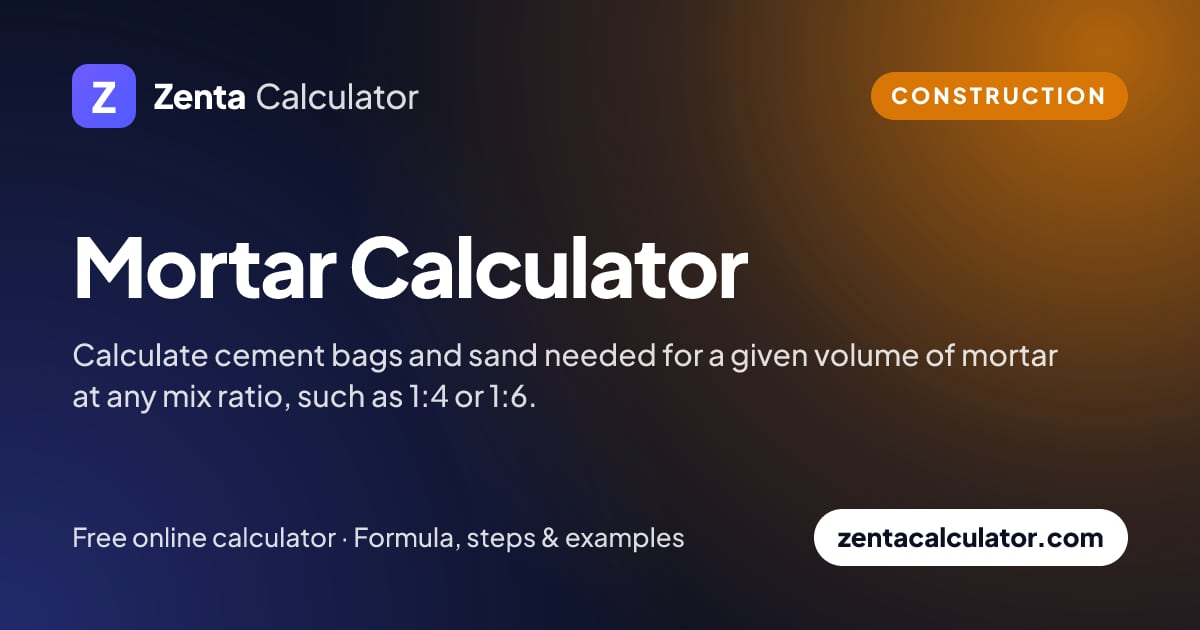 Z
Zenta Calculator
CONSTRUCTION
Mortar Calculator
Calculate cement bags and sand needed for a given volume of mortar
at any mix ratio, such as 1:4 or 1:6.
Free online calculator · Formula, steps & examples
zentacalculator.com